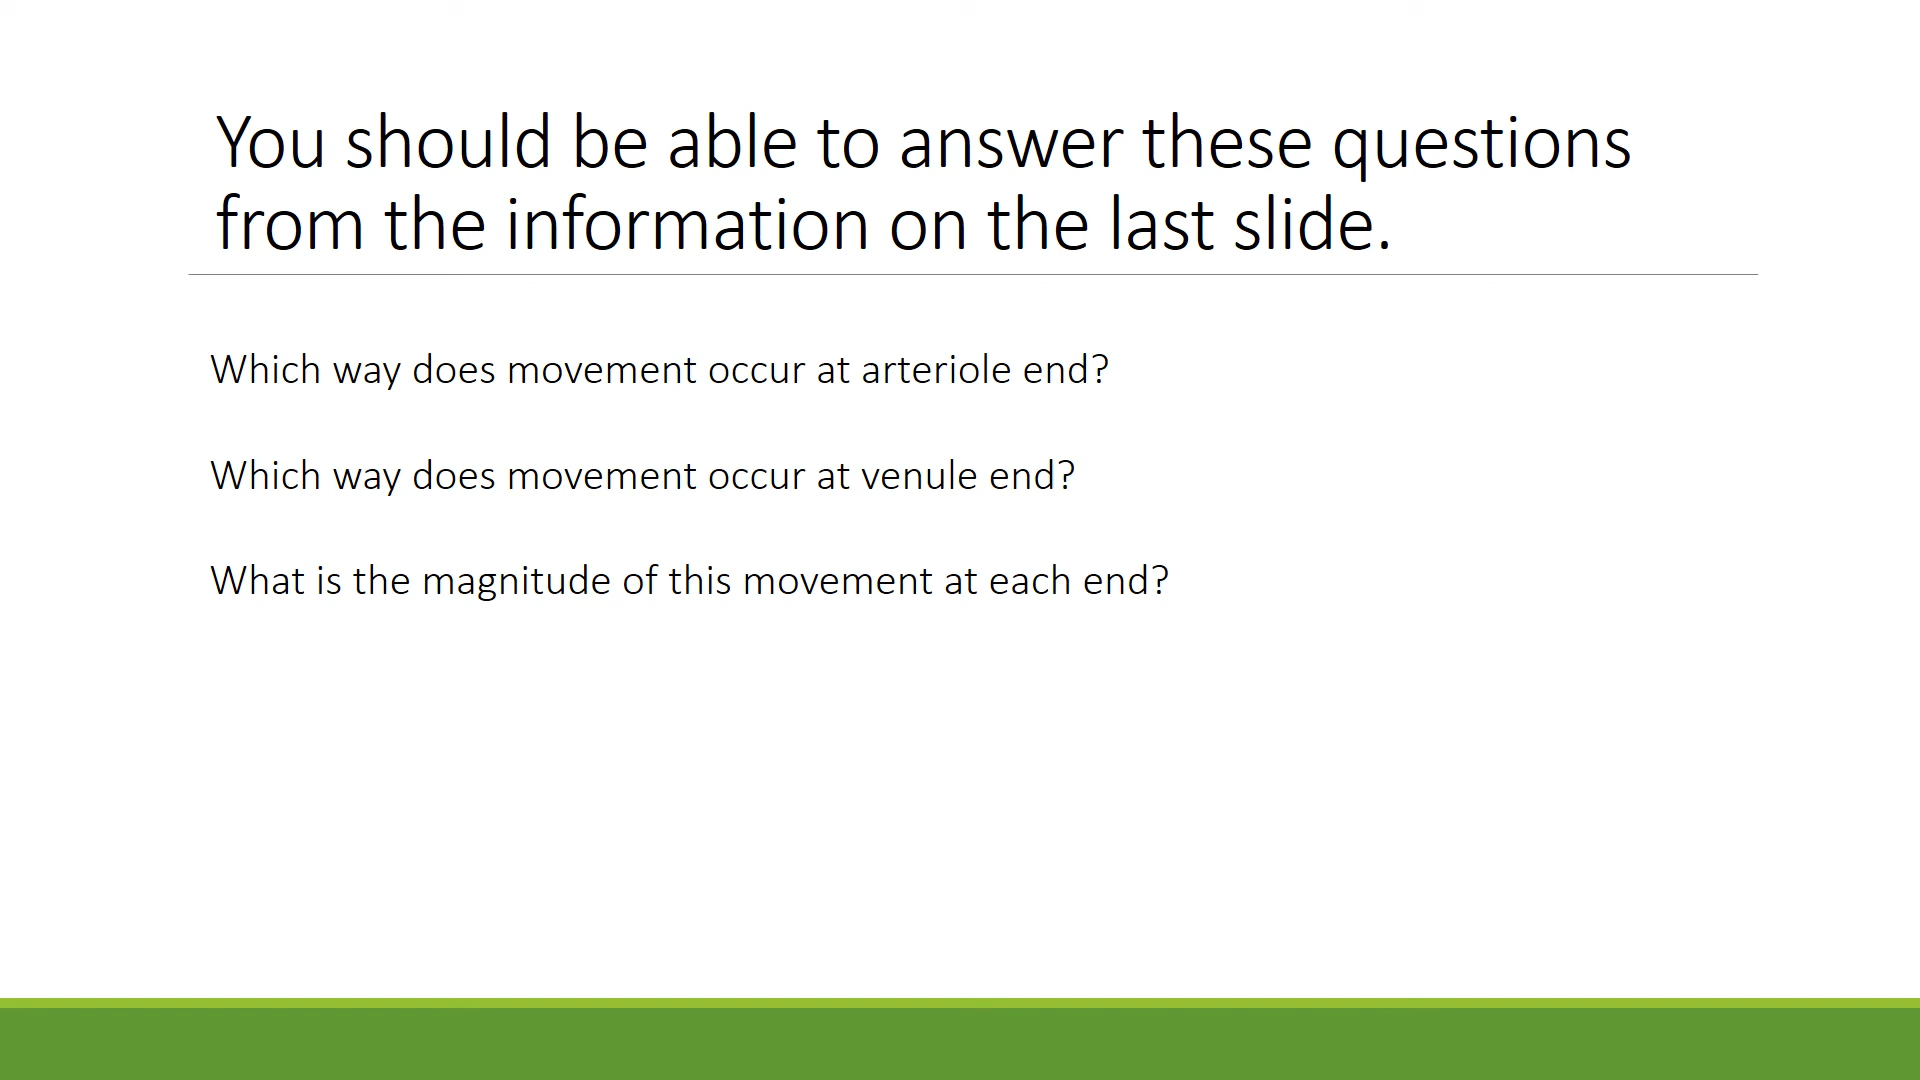 You should be able to answer these questions
from the information on the last slide.
Which way does movement occur at arteriole end?
Which way does movement occur at venule end?
What is the magnitude of this movement at each end?